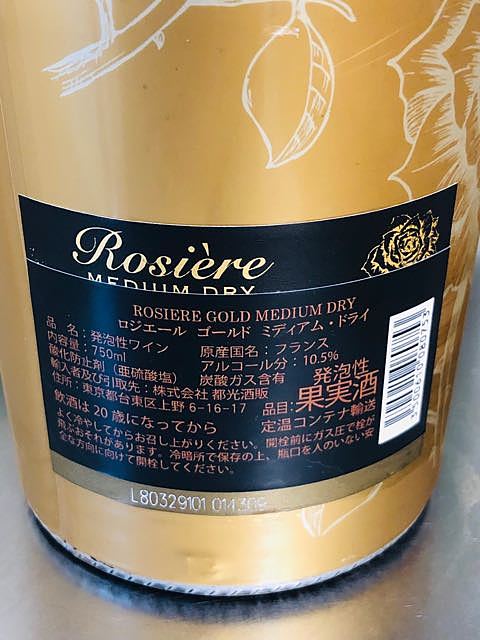 Rosière
MEDIUM DRY
ROSIERE GOLD MEDIUM DRY
ロジエール ゴールド ミディアム・ドライ
品 名：発泡性ワイン 原産国名：フランス
内容量：750ml アルコール分：10.5%
酸化防止剤（亜硫酸塩） 炭酸ガス含有
輸入者及び引取先：株式会社 都光酒販
住所：東京都台東区上野 6-16-17
発泡性
品目：果実酒
飲酒は 20 歳になってから 定温コンテナ輸送
よく冷やしてからお召し上がりください。開栓前にガス圧で栓が
飛ぶおそれがあります。冷暗所で保存の上、瓶口を人のいない安
全な方向に向けて開栓してください。
L80329101